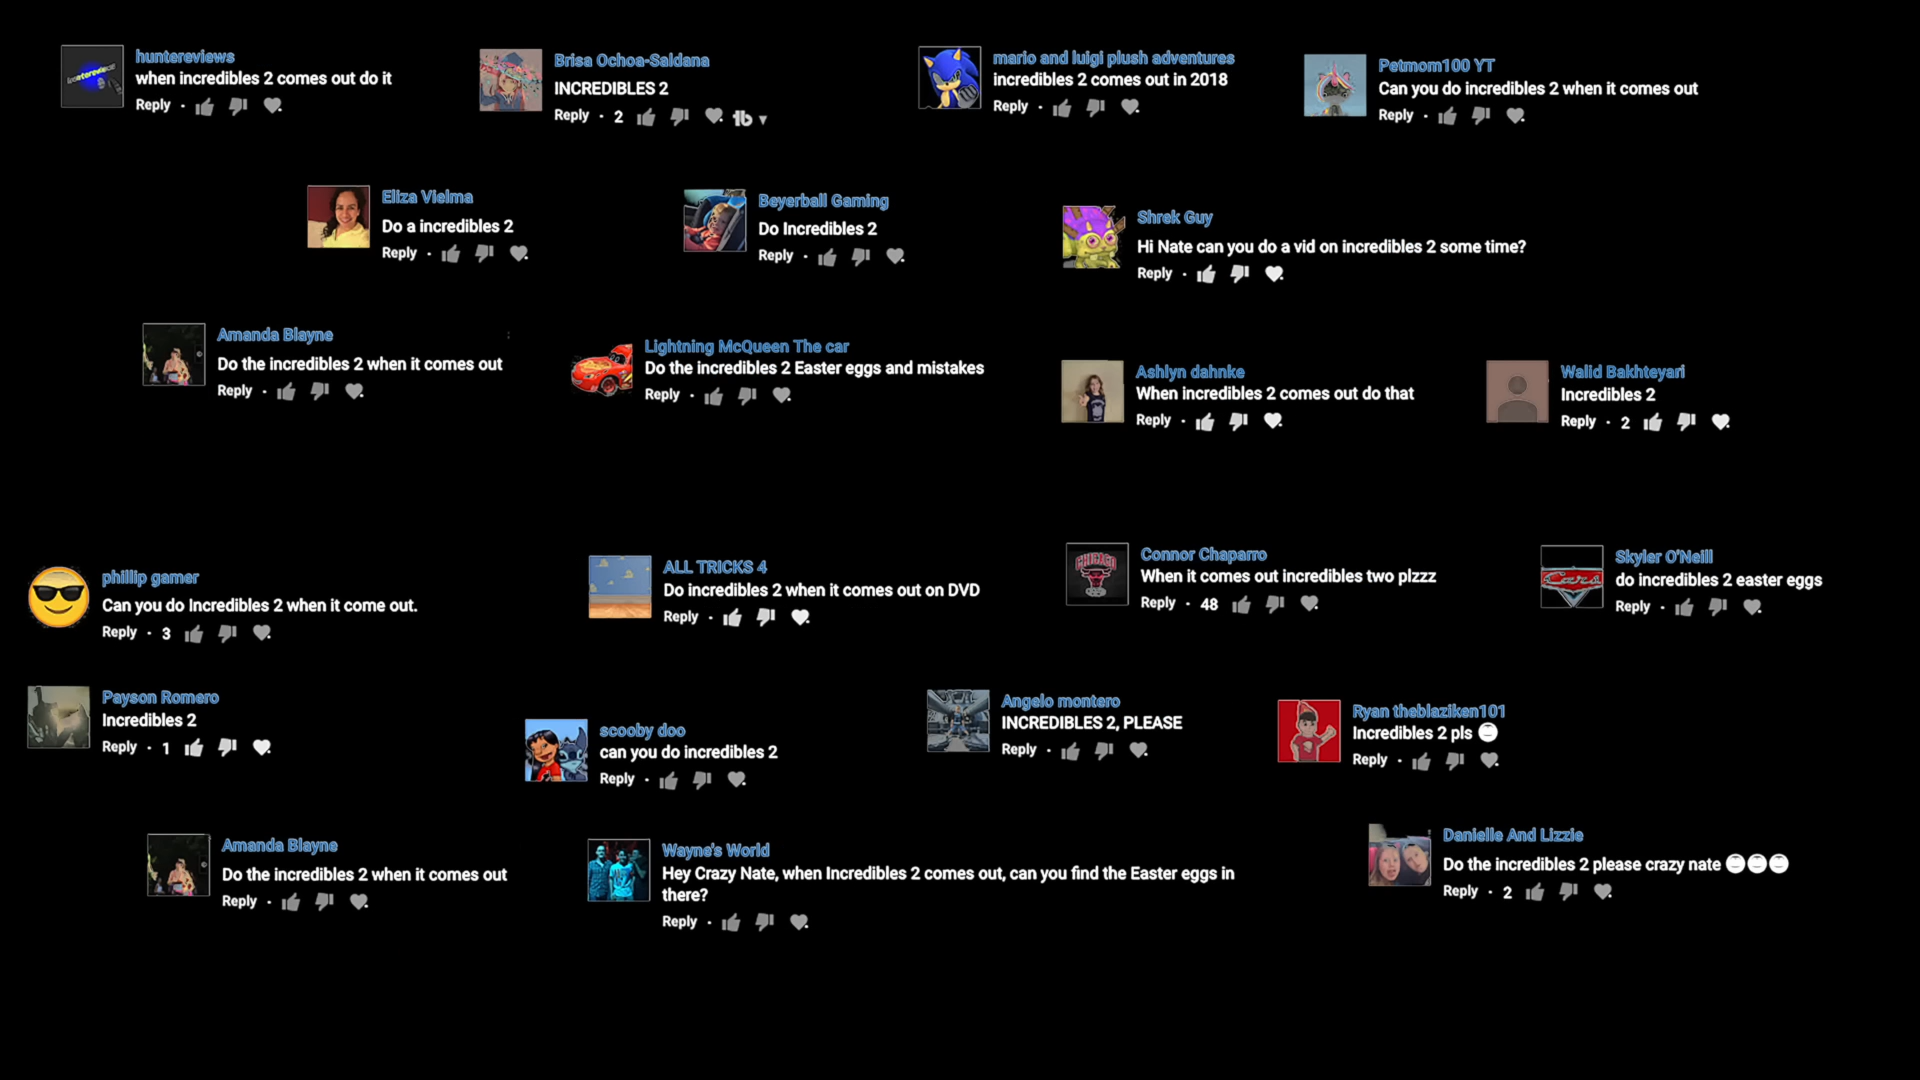 huntereviews
when incredibles 2 comes out do it
Reply
Brisa Ochoa-Saldana
INCREDIBLES 2
Reply · 2
mario and luigi plush adventures
incredibles 2 comes out in 2018
Reply
Petmom100 YT
Can you do incredibles 2 when it comes out
Reply
Eliza Vielma
Do a incredibles 2
Reply
Beyerball Gaming
Do Incredibles 2
Reply
Shrek Guy
Hi Nate can you do a vid on incredibles 2 some time?
Reply
Amanda Blayne
Do the incredibles 2 when it comes out
Reply
Lightning McQueen The car
Do the incredibles 2 Easter eggs and mistakes
Reply
Ashlyn dahnke
When incredibles 2 comes out do that
Reply
Walid Bakhteyari
Incredibles 2
Reply · 2
phillip gamer
Can you do Incredibles 2 when it come out.
Reply · 3
ALL TRICKS 4
Do incredibles 2 when it comes out on DVD
Reply
CHICAGO
Connor Chaparro
When it comes out incredibles two plzzz
Reply · 48
Cars
Skyler O'Neill
do incredibles 2 easter eggs
Reply
Payson Romero
Incredibles 2
Reply · 1
scooby doo
can you do incredibles 2
Reply
Angelo montero
INCREDIBLES 2, PLEASE
Reply
Ryan theblaziken101
Incredibles 2 pls
Reply
Amanda Blayne
Do the incredibles 2 when it comes out
Reply
Wayne's World
Hey Crazy Nate, when Incredibles 2 comes out, can you find the Easter eggs in
there?
Reply
Danielle And Lizzie
Do the incredibles 2 please crazy nate
Reply · 2